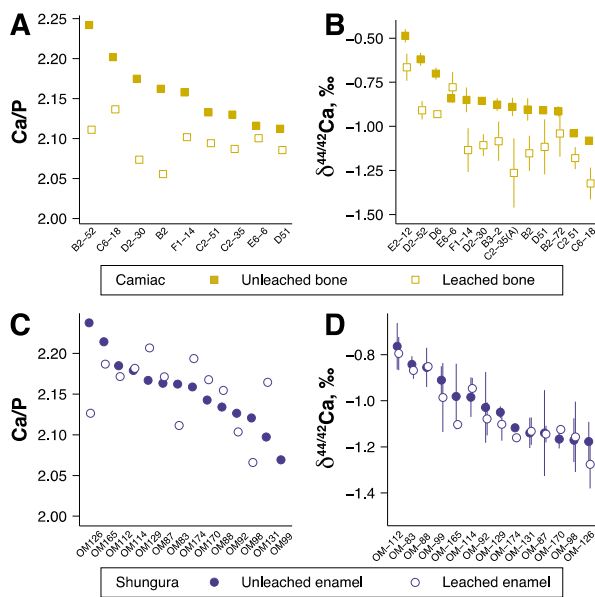 A
Ca/P
2.25
2.20
2.15
2.10
2.05
2.00
B2−52
C6−18
D2−30
B2
F1−14
C2−51
C2−35
E6−6
D51
B
δ44/42Ca, ‰
−0.50
−0.75
−1.00
−1.25
−1.50
E2−12
D2−52
D6
E6−6
F1−14
D2−30
B3−2
C2−35(A)
B2
D51
B2−72
C2 51
C6−18
Camiac Unleached bone Leached bone
C
Ca/P
2.20
2.15
2.10
2.05
2.00
OM126
OM165
OM112
OM114
OM129
OM87
OM83
OM174
OM170
OM88
OM92
OM98
OM131
OM99
D
δ44/42Ca, ‰
−0.8
−1.0
−1.2
−1.4
OM−112
OM−83
OM−88
OM−99
OM−165
OM−114
OM−92
OM−129
OM−174
OM−131
OM−87
OM−170
OM−98
OM−126
Shungura Unleached enamel Leached enamel